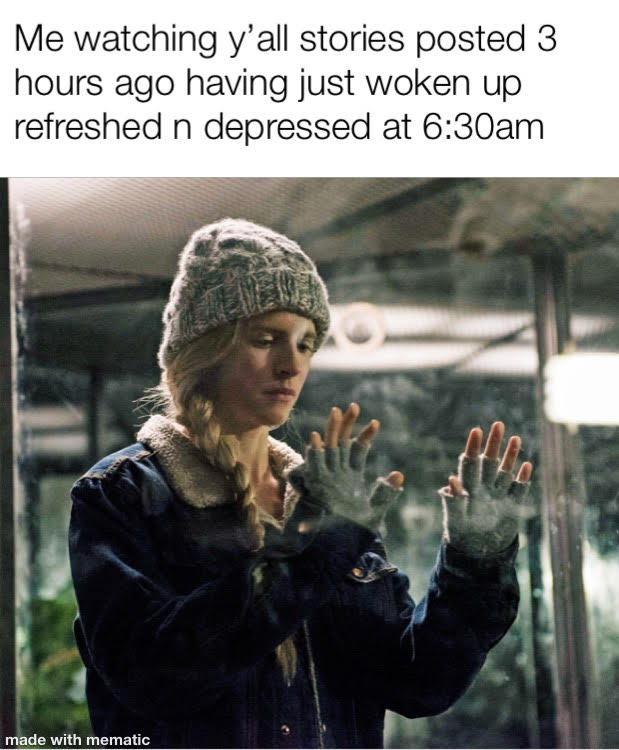 Me watching y’all stories posted 3
hours ago having just woken up
refreshed n depressed at 6:30am
made with mematic